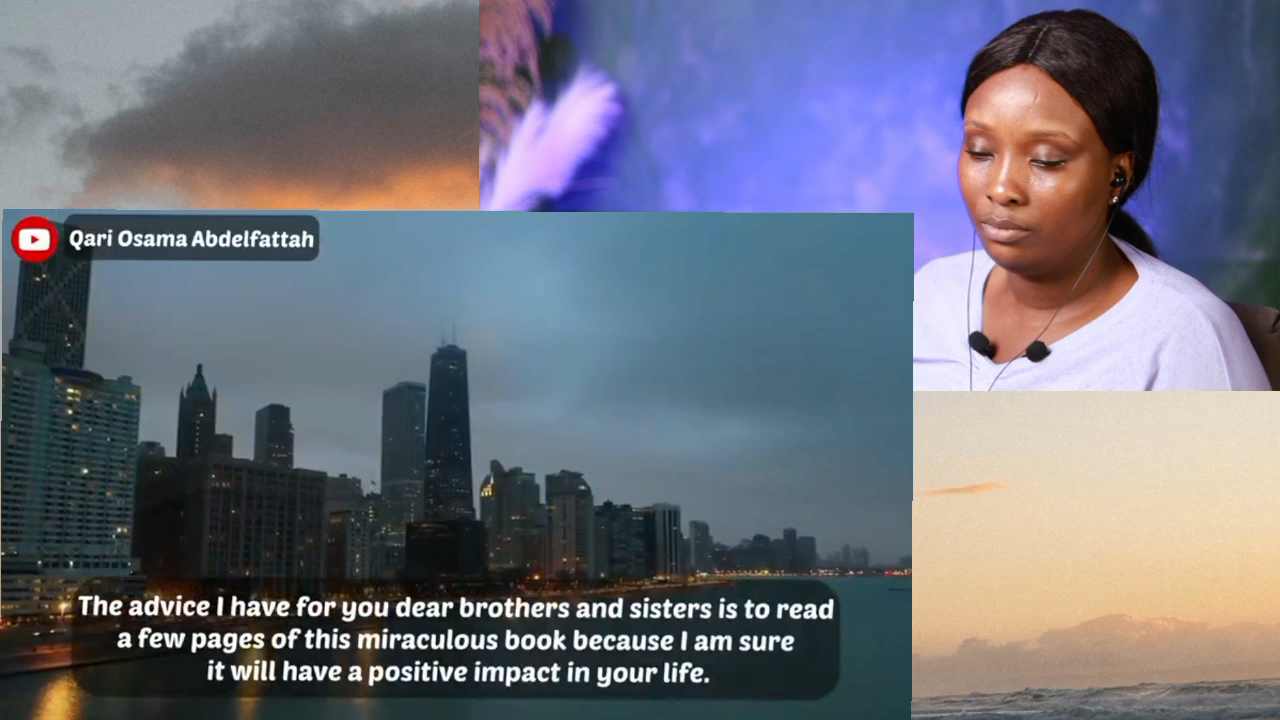 Qari Osama Abdelfattah
The advice I have for you dear brothers and sisters is to read
a few pages of this miraculous book because I am sure
it will have a positive impact in your life.